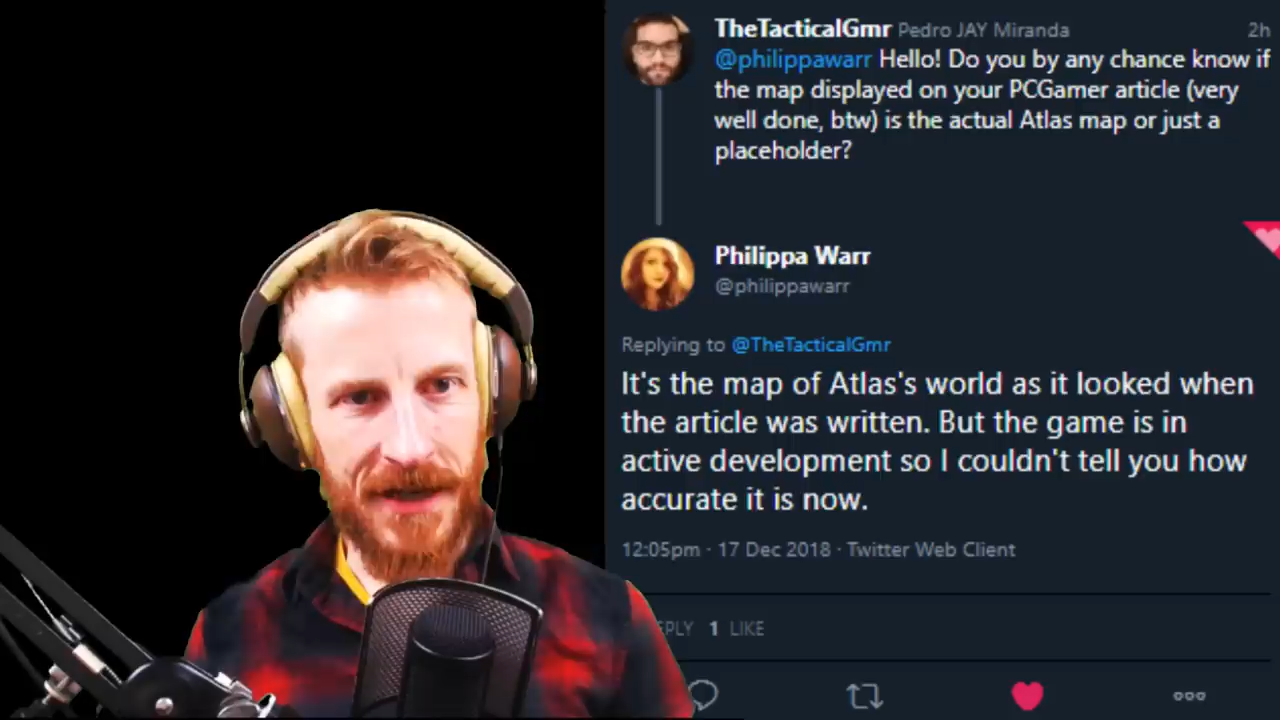 TheTacticalGmr Pedro JAY Miranda 2h
@philippawarr Hello! Do you by any chance know if
the map displayed on your PCGamer article (very
well done, btw) is the actual Atlas map or just a
placeholder?
Philippa Warr
@philippawarr
Replying to @TheTacticalGmr
It's the map of Atlas's world as it looked when
the article was written. But the game is in
active development so I couldn't tell you how
accurate it is now.
12:05pm · 17 Dec 2018 · Twitter Web Client
EPLY 1 LIKE